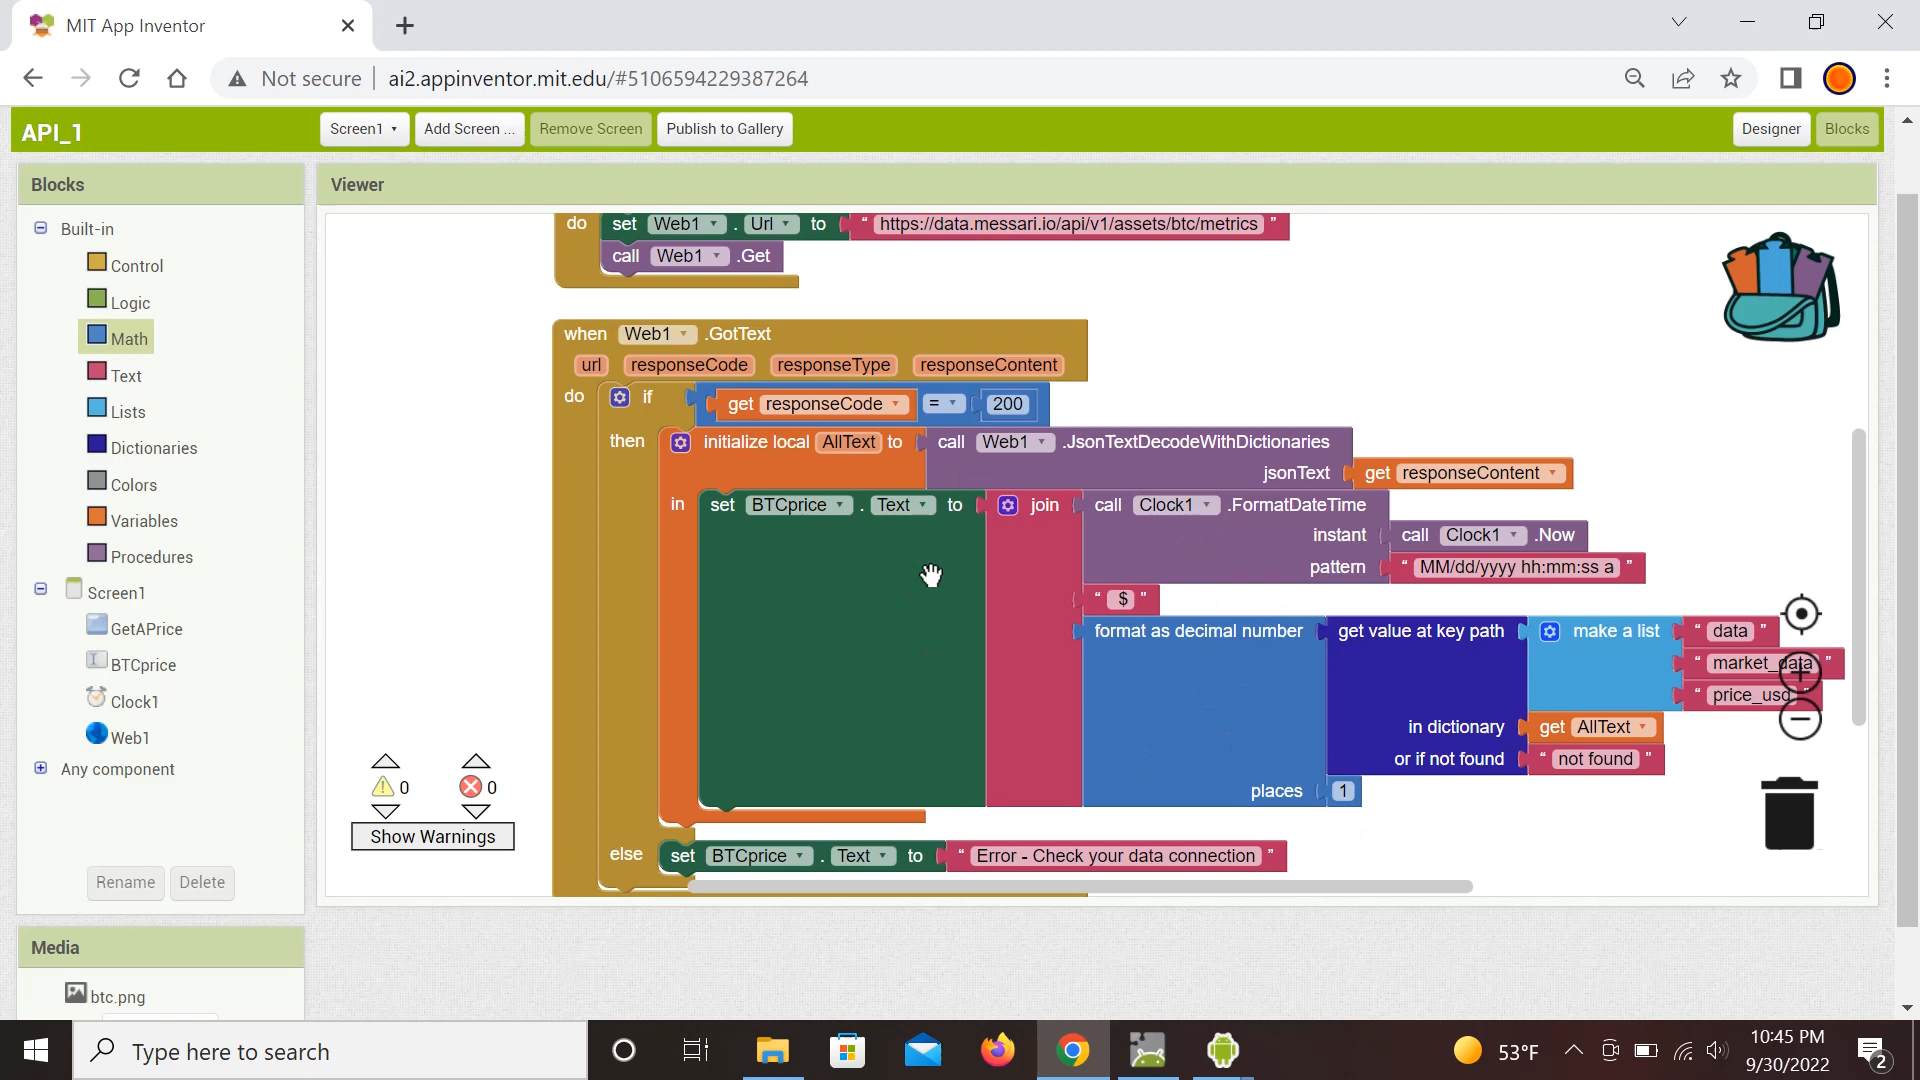 MIT App Inventor
Not secure
ai2.appinventor.mit.edu/#5106594229387264
API_1
Screen1
Add Screen ...
Remove Screen
Publish to Gallery
Designer
Blocks
Blocks
Viewer
Built-in
Control
Logic
Math
Text
Lists
Dictionaries
Colors
Variables
Procedures
Screen1
GetAPrice
BTCprice
Clock1
Web1
Any component
Rename
Delete
Media
btc.png
do set Web1 . Url to " https://data.messari.io/api/v1/assets/btc/metrics "
call Web1 .Get
when Web1 .GotText
url responseCode responseType responseContent
do if get responseCode = 200
then initialize local AllText to call Web1 .JsonTextDecodeWithDictionaries
jsonText get responseContent
in set BTCprice . Text to join call Clock1 .FormatDateTime
instant call Clock1 .Now
pattern " MM/dd/yyyy hh:mm:ss a "
" $ "
format as decimal number get value at key path make a list " data "
" market_data "
" price_usd "
in dictionary get AllText
or if not found " not found "
places 1
else set BTCprice . Text to " Error - Check your data connection "
0 0
Show Warnings
Type here to search
53°F
10:45 PM
9/30/2022
2